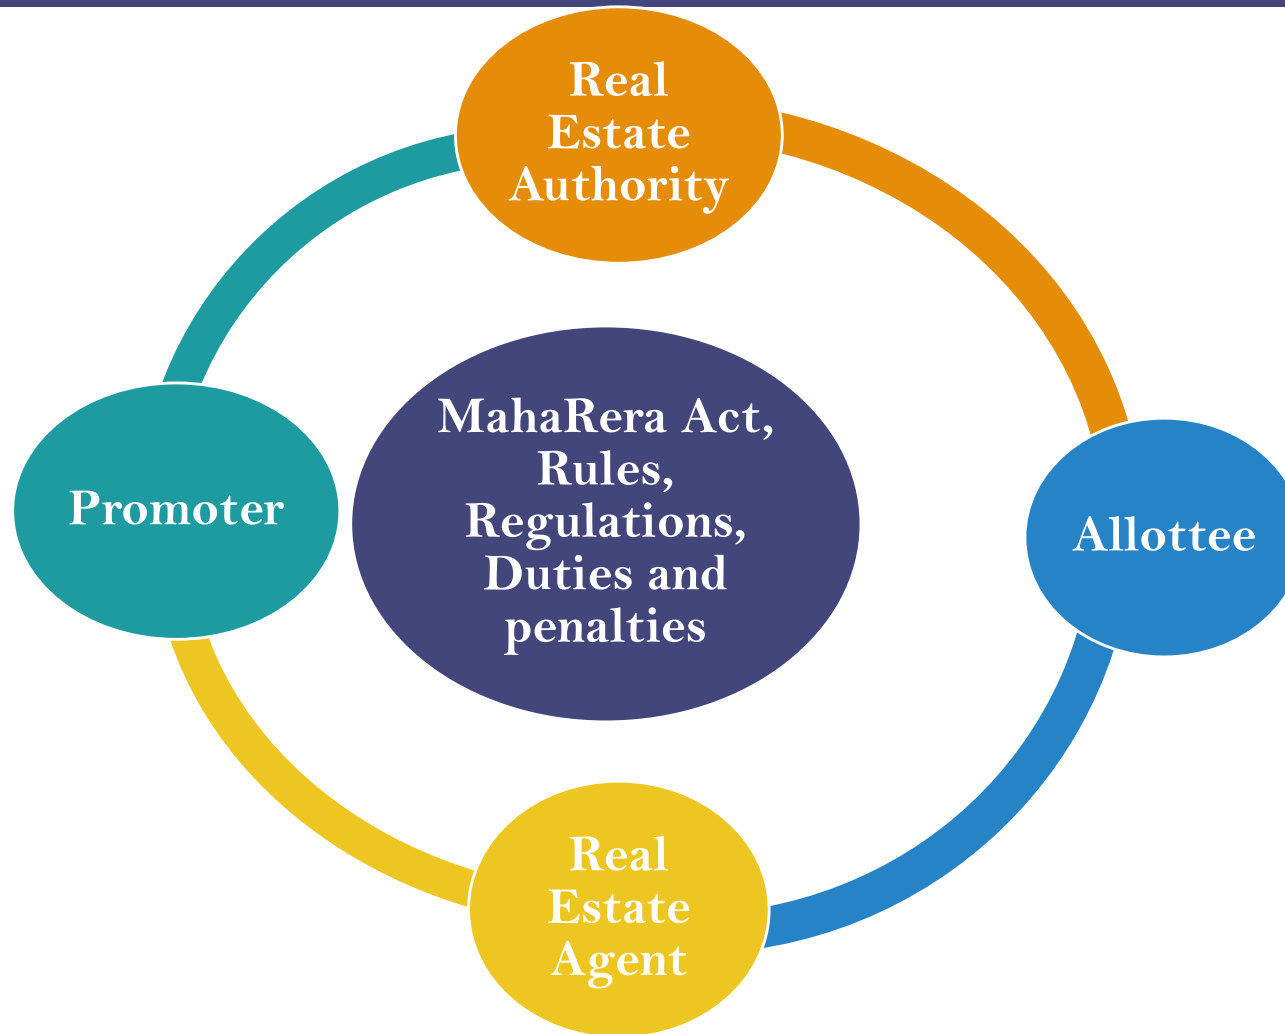 Real
Estate
Authority
MahaRera Act,
Rules,
Regulations,
Duties and
penalties
Promoter
Allottee
Real
Estate
Agent